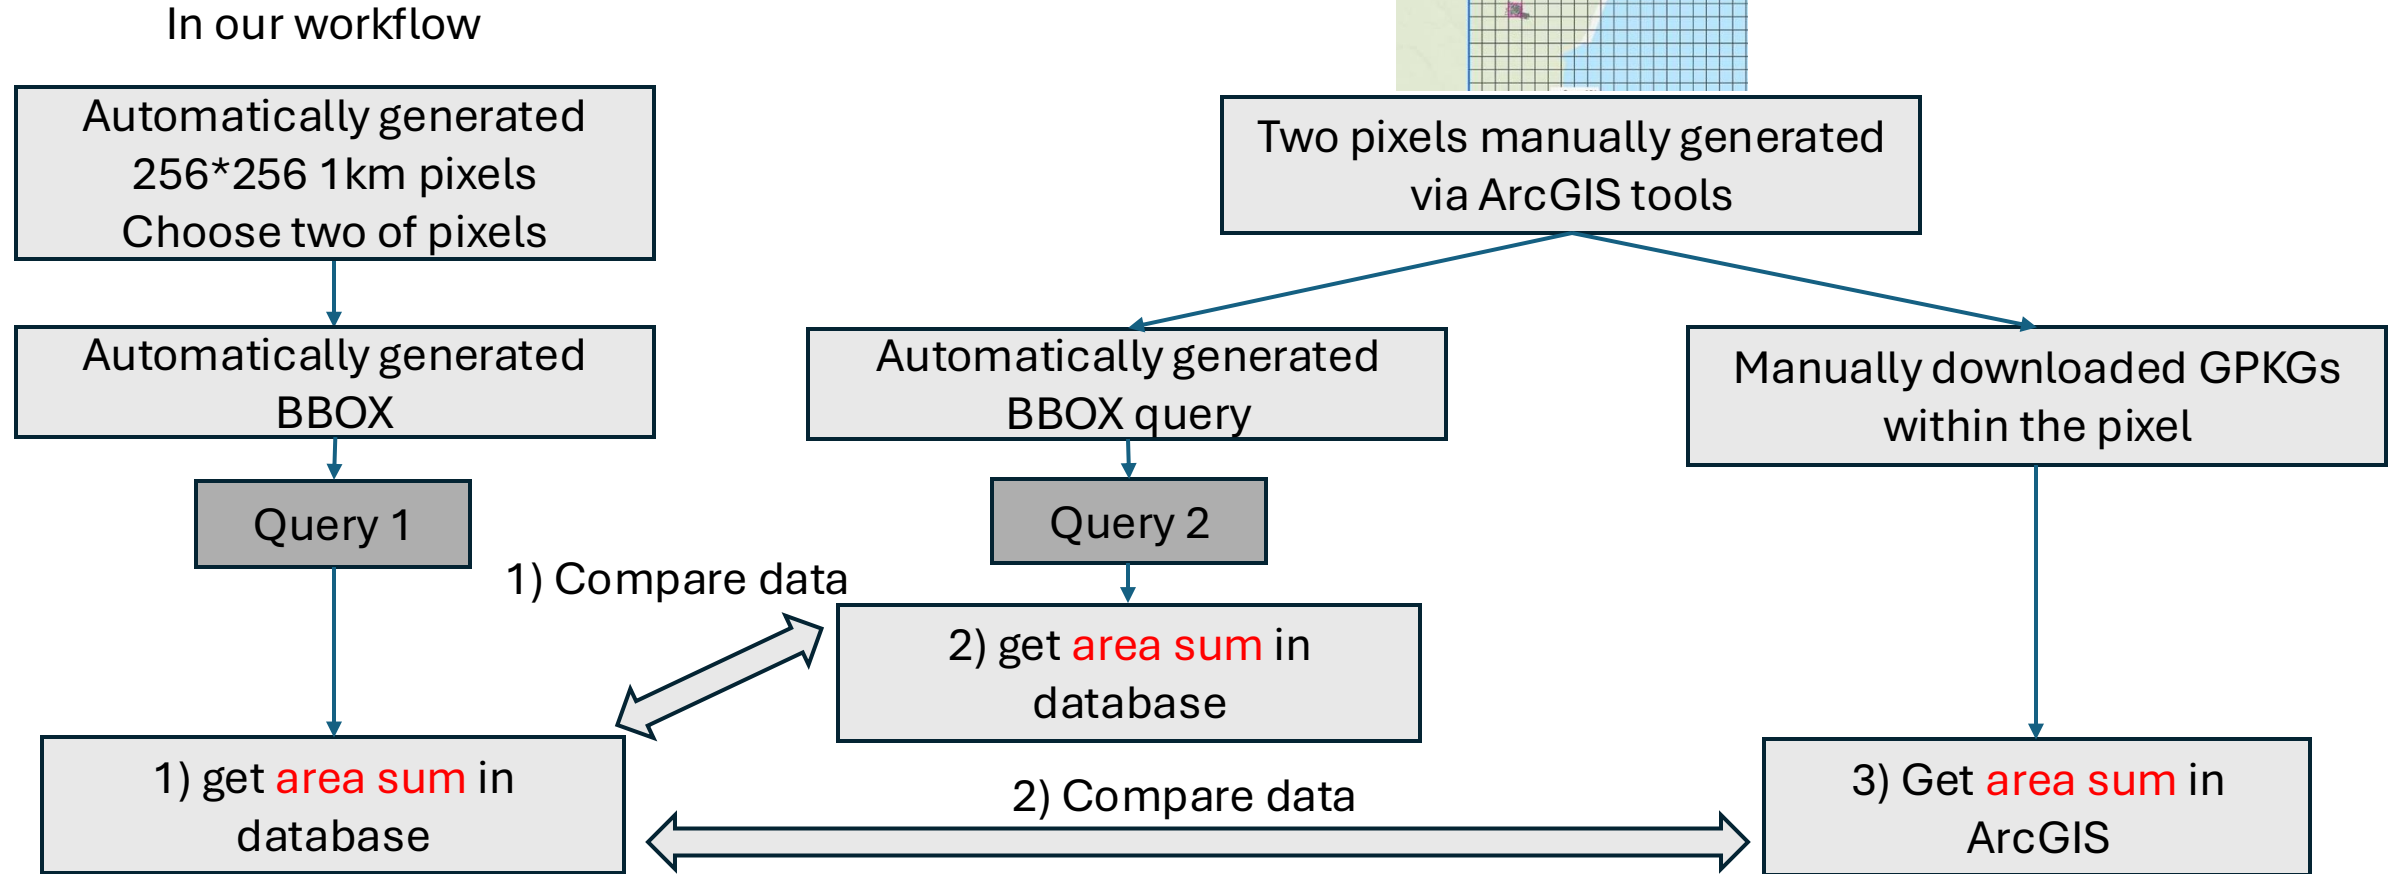 In our workflow
Automatically generated
256*256 1km pixels
Choose two of pixels
Automatically generated
BBOX
Query 1
1) get area sum in
database
Two pixels manually generated
via ArcGIS tools
Automatically generated
BBOX query
Query 2
2) get area sum in
database
Manually downloaded GPKGs
within the pixel
3) Get area sum in
ArcGIS
1) Compare data
2) Compare data